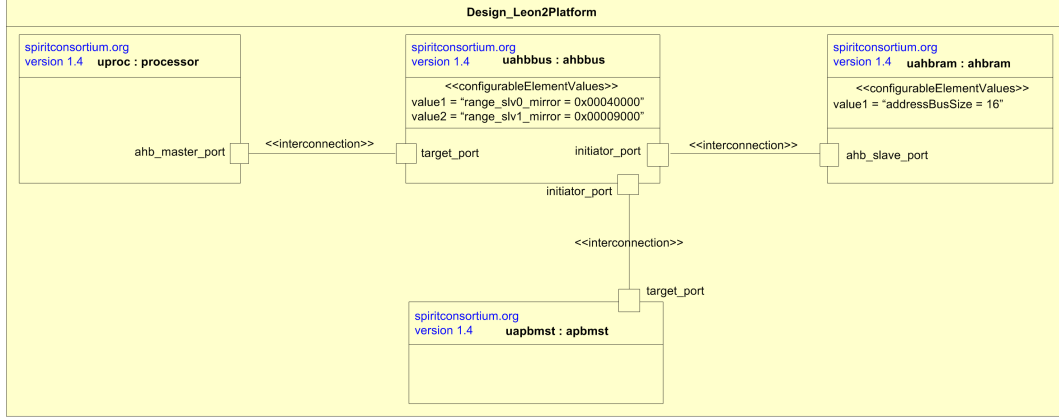 Design_Leon2Platform
spiritconsortium.org
version 1.4 uproc : processor
ahb_master_port
<<interconnection>>
spiritconsortium.org
version 1.4 uahbbus : ahbbus
<<configurableElementValues>>
value1 = “range_slv0_mirror = 0x00040000”
value2 = “range_slv1_mirror = 0x00009000”
target_port
initiator_port
initiator_port
<<interconnection>>
spiritconsortium.org
version 1.4 uahbram : ahbram
<<configurableElementValues>>
value1 = “addressBusSize = 16”
ahb_slave_port
<<interconnection>>
target_port
spiritconsortium.org
version 1.4 uapbmst : apbmst